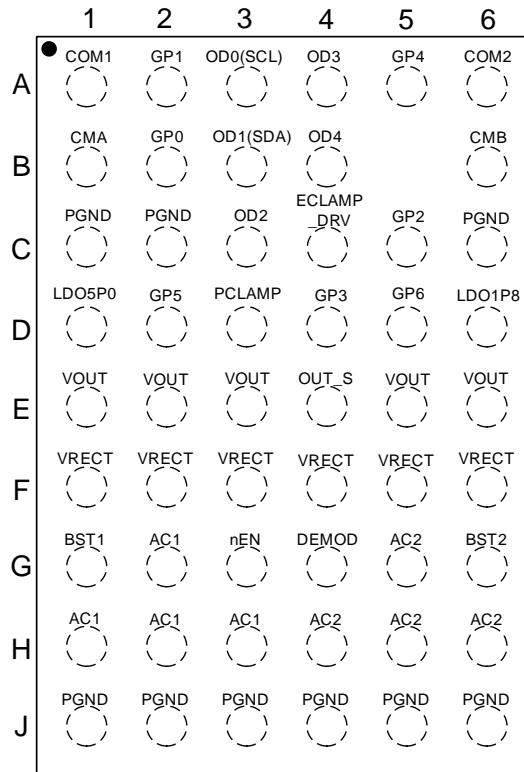 1 2 3 4 5 6
A COM1 GP1 OD0(SCL) OD3 GP4 COM2
B CMA GP0 OD1(SDA) OD4 CMB
C PGND PGND OD2 ECLAMP_DRV GP2 PGND
D LDO5P0 GP5 PCLAMP GP3 GP6 LDO1P8
E VOUT VOUT VOUT OUT_S VOUT VOUT
F VRECT VRECT VRECT VRECT VRECT VRECT
G BST1 AC1 nEN DEMOD AC2 BST2
H AC1 AC1 AC1 AC2 AC2 AC2
J PGND PGND PGND PGND PGND PGND